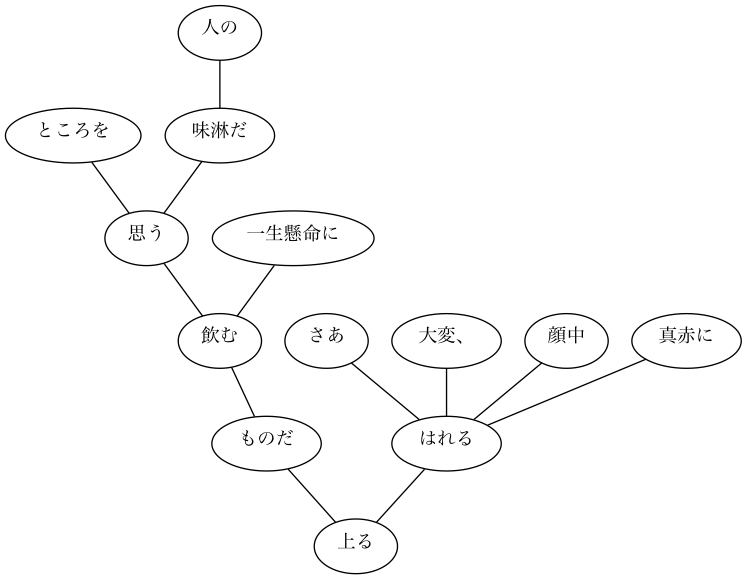 人の
ところを 味淋だ
思う 一生懸命に
飲む さあ 大変、 顔中 真赤に
ものだ はれる
上る